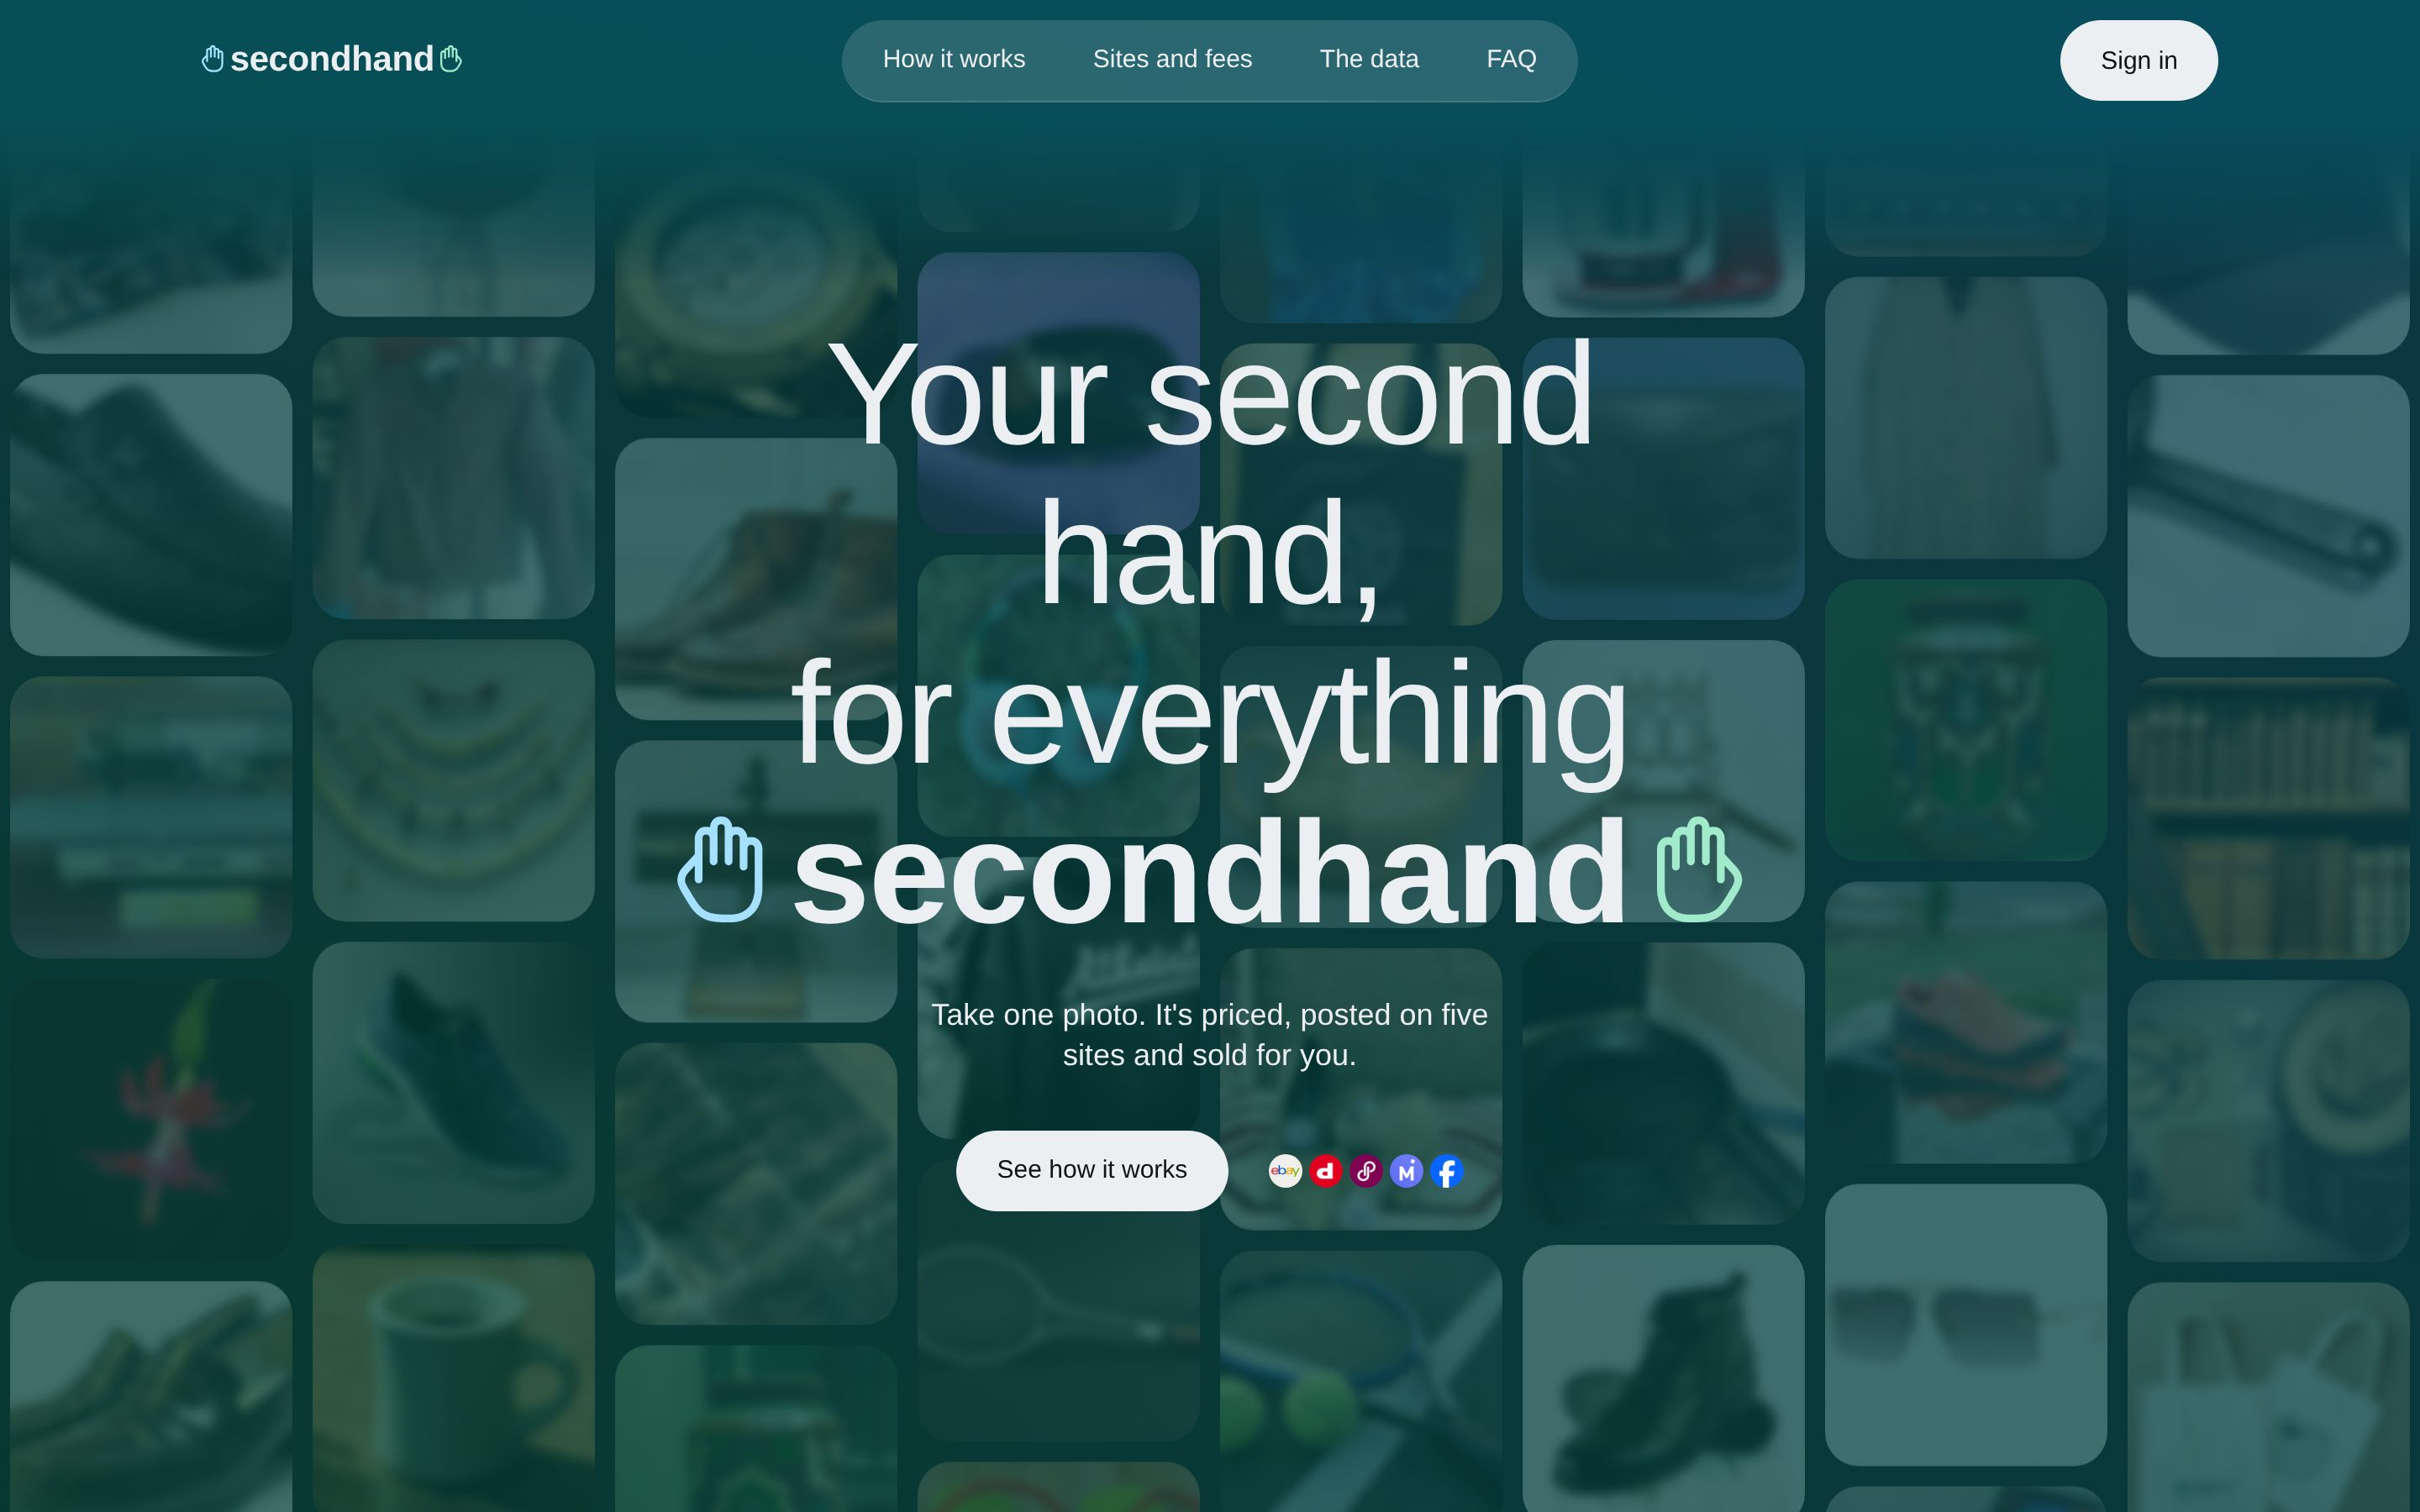 secondhand
How it works
Sites and fees
The data
FAQ
Sign in
Your second
hand,
for everything
secondhand
Take one photo. It's priced, posted on five
sites and sold for you.
See how it works
ebay